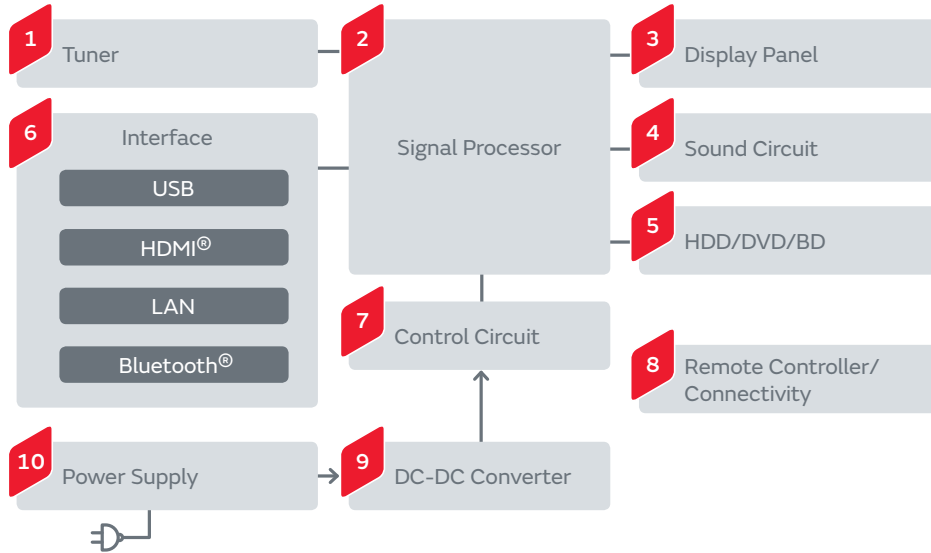 1
Tuner
2
Signal Processor
3
Display Panel
4
Sound Circuit
5
HDD/DVD/BD
6
Interface
USB
HDMI®
LAN
Bluetooth®
7
Control Circuit
8
Remote Controller/
Connectivity
9
DC-DC Converter
10
Power Supply